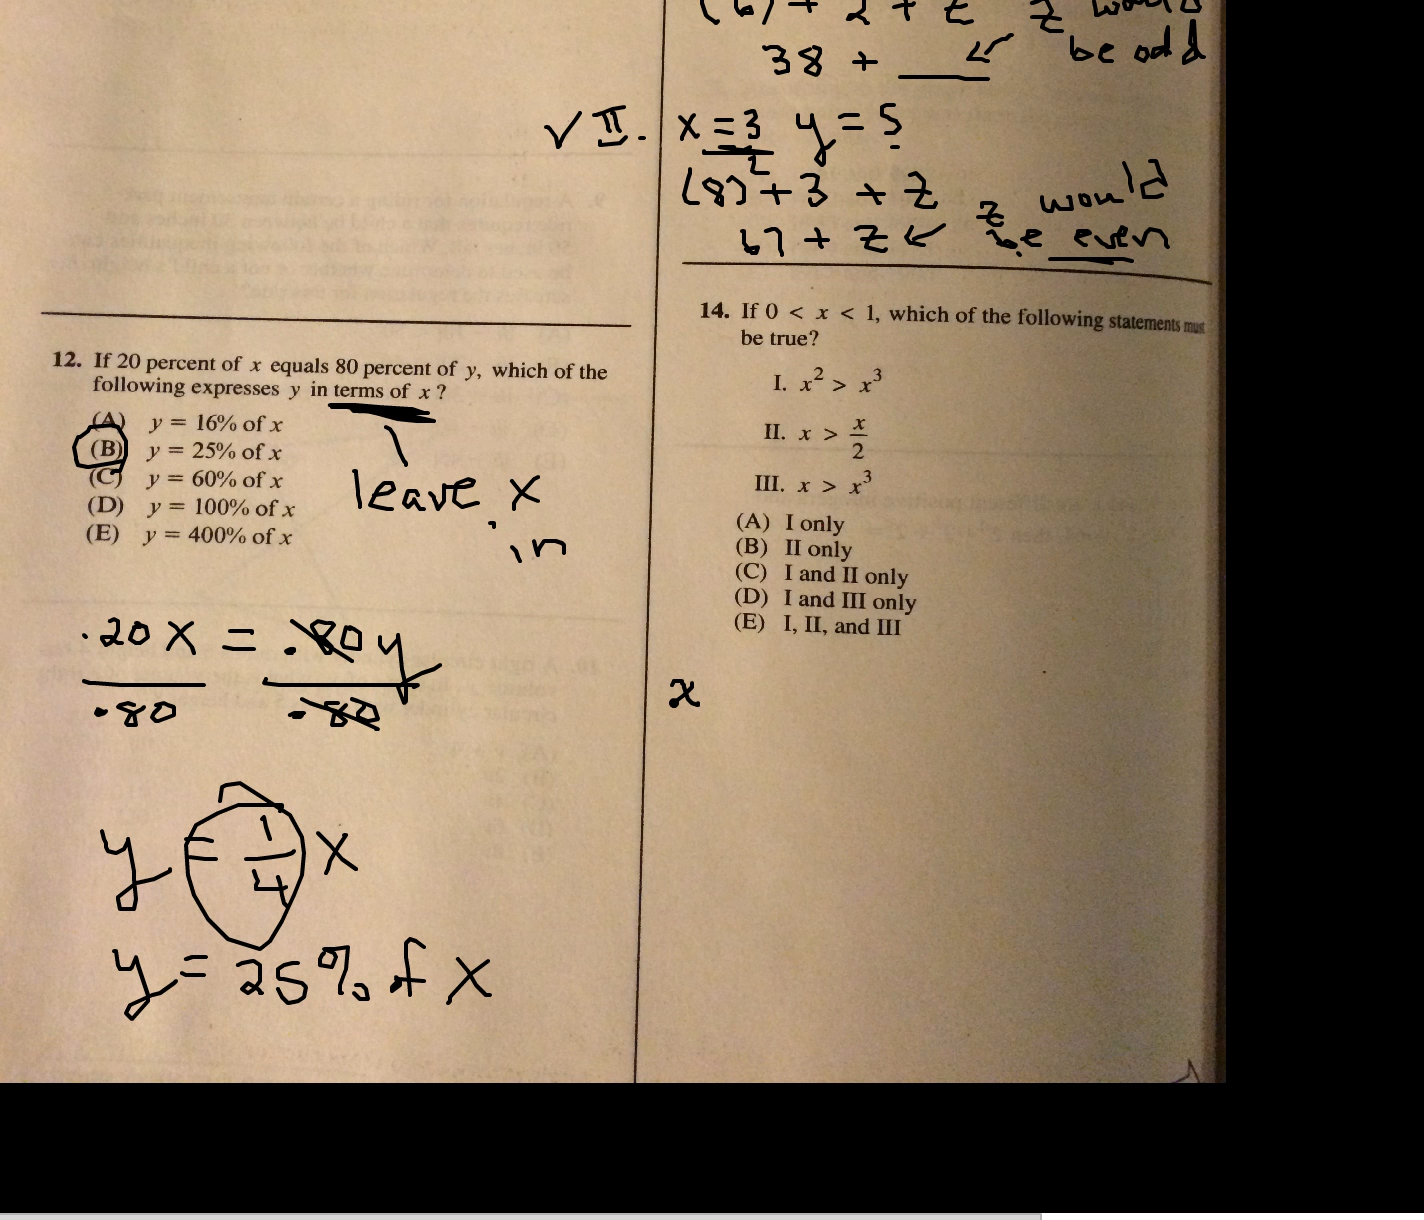 (6) + 2 + z z would
38 + ___ be odd
√ II. x = 3 y = 5
(8)² + 3 + z z would
67 + z be even
12. If 20 percent of x equals 80 percent of y, which of the
following expresses y in terms of x ?
(A) y = 16% of x
(B) y = 25% of x
(C) y = 60% of x
(D) y = 100% of x
(E) y = 400% of x
leave x
in
.20x = .80y
.80 .80
y = 1/4 x
y = 25% of x
14. If 0 < x < 1, which of the following statements must
be true?
I. x² > x³
II. x > x/2
III. x > x³
(A) I only
(B) II only
(C) I and II only
(D) I and III only
(E) I, II, and III
x